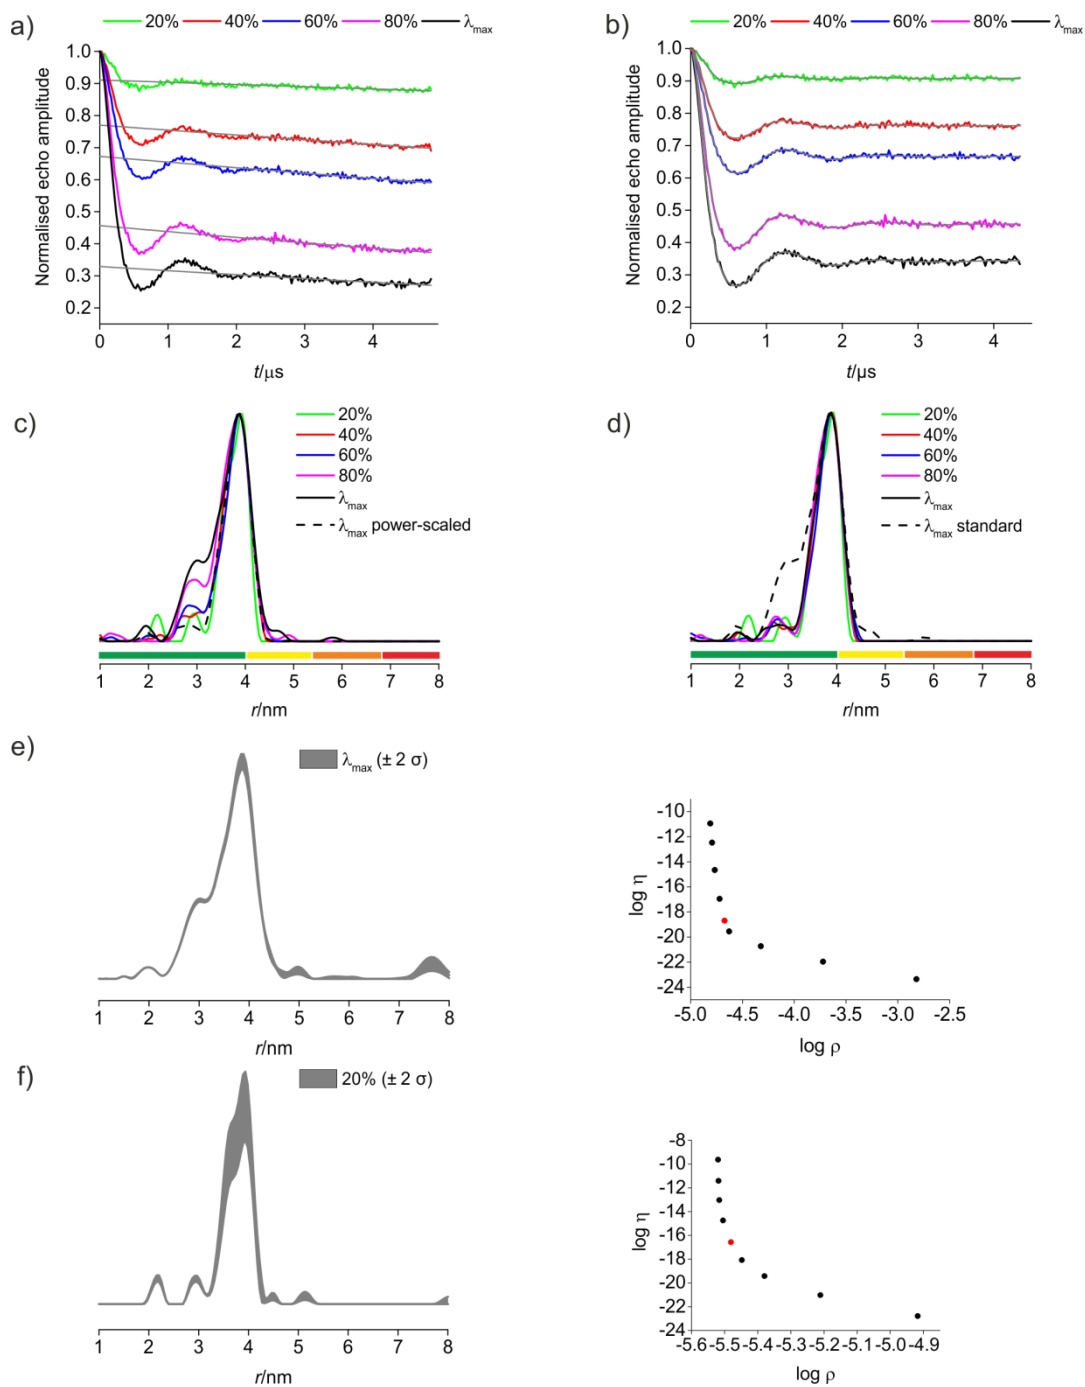 a)
20% 40% 60% 80% λmax
Normalised echo amplitude
1.0
0.9
0.8
0.7
0.6
0.5
0.4
0.3
0.2
0 1 2 3 4
t/μs
b)
20% 40% 60% 80% λmax
Normalised echo amplitude
1.0
0.9
0.8
0.7
0.6
0.5
0.4
0.3
0.2
0 1 2 3 4
t/μs
c)
20%
40%
60%
80%
λmax
λmax power-scaled
1 2 3 4 5 6 7 8
r/nm
d)
20%
40%
60%
80%
λmax
λmax standard
1 2 3 4 5 6 7 8
r/nm
e)
λmax (± 2 σ)
1 2 3 4 5 6 7 8
r/nm
log η
-10
-12
-14
-16
-18
-20
-22
-24
-5.0 -4.5 -4.0 -3.5 -3.0 -2.5
log ρ
f)
20% (± 2 σ)
1 2 3 4 5 6 7 8
r/nm
log η
-8
-10
-12
-14
-16
-18
-20
-22
-24
-5.6 -5.5 -5.4 -5.3 -5.2 -5.1 -5.0 -4.9
log ρ